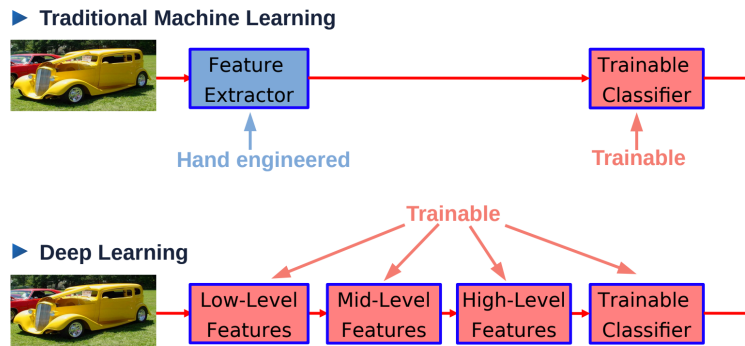 Traditional Machine Learning
Feature
Extractor
Trainable
Classifier
Hand engineered
Trainable
Trainable
Deep Learning
Low-Level
Features
Mid-Level
Features
High-Level
Features
Trainable
Classifier